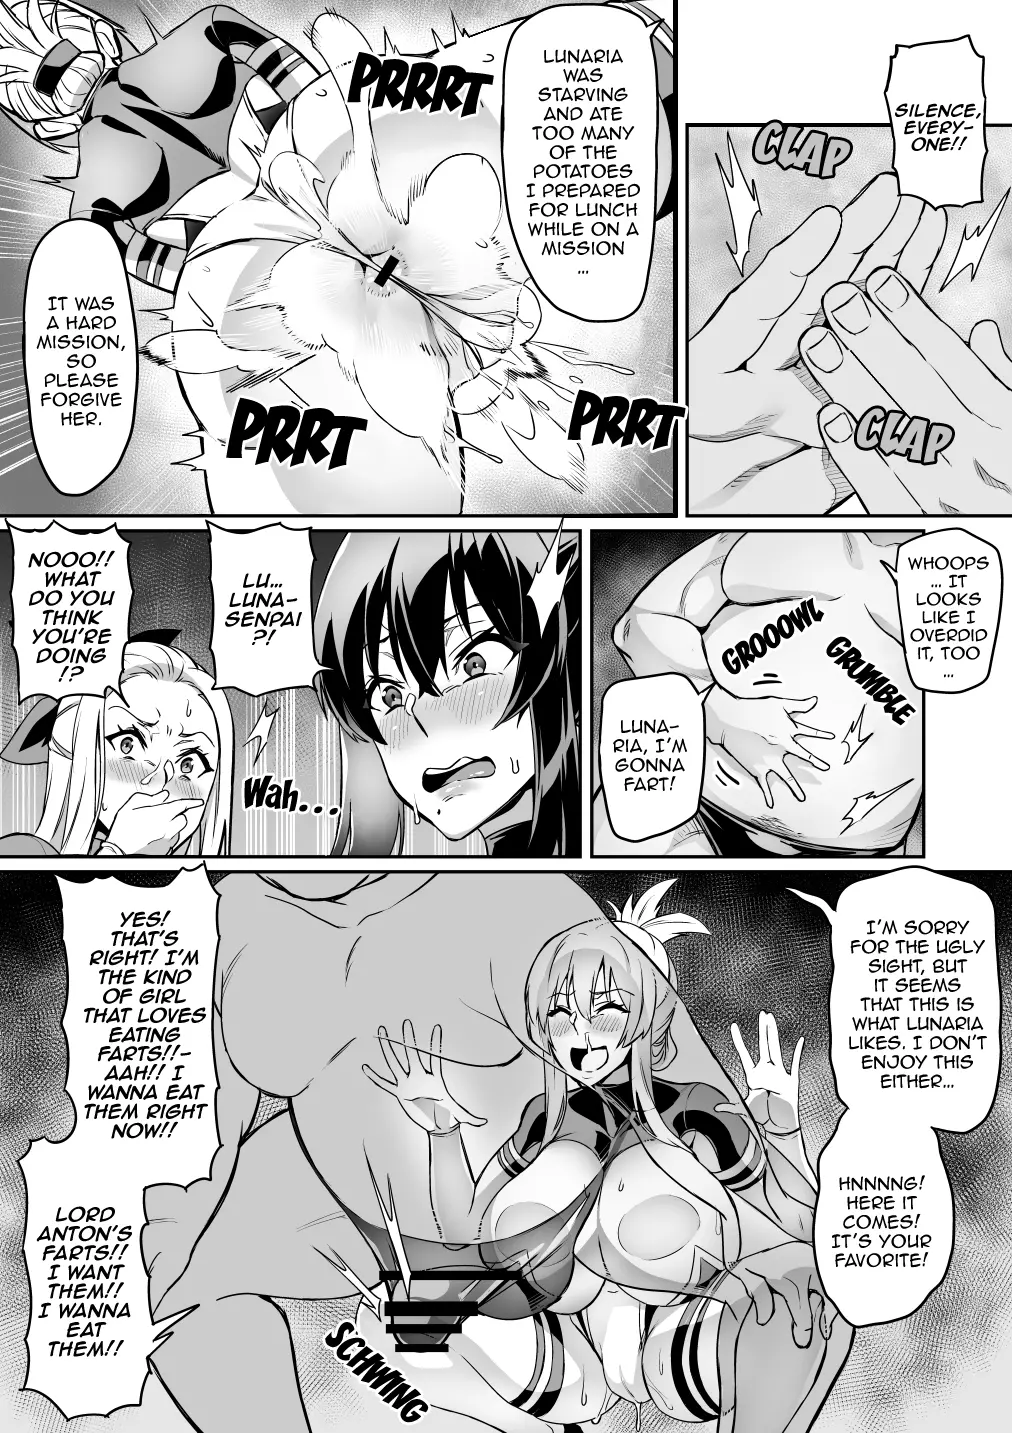 SILENCE,
EVERY-
ONE!!
CLAP
CLAP
LUNARIA
WAS
STARVING
AND ATE
TOO MANY
OF THE
POTATOES
I PREPARED
FOR LUNCH
WHILE ON A
MISSION
...
PRRRT
PRRT
PRRT
IT WAS
A HARD
MISSION,
SO
PLEASE
FORGIVE
HER.
WHOOPS
... IT
LOOKS
LIKE I
OVERDID
IT, TOO
...
GROOOWL
GRUMBLE
LUNA-
RIA, I'M
GONNA
FART!
LU...
LUNA-
SENPAI
?!
Wah...
NOOO!!
WHAT
DO YOU
THINK
YOU'RE
DOING
!?
I'M SORRY
FOR THE UGLY
SIGHT, BUT
IT SEEMS
THAT THIS IS
WHAT LUNARIA
LIKES. I DON'T
ENJOY THIS
EITHER...
HNNNNG!
HERE IT
COMES!
IT'S YOUR
FAVORITE!
YES!
THAT'S
RIGHT! I'M
THE KIND
OF GIRL
THAT LOVES
EATING
FARTS!!-
AAH!! I
WANNA EAT
THEM RIGHT
NOW!!
LORD
ANTON'S
FARTS!!
I WANT
THEM!!
I WANNA
EAT
THEM!!
SCHWING